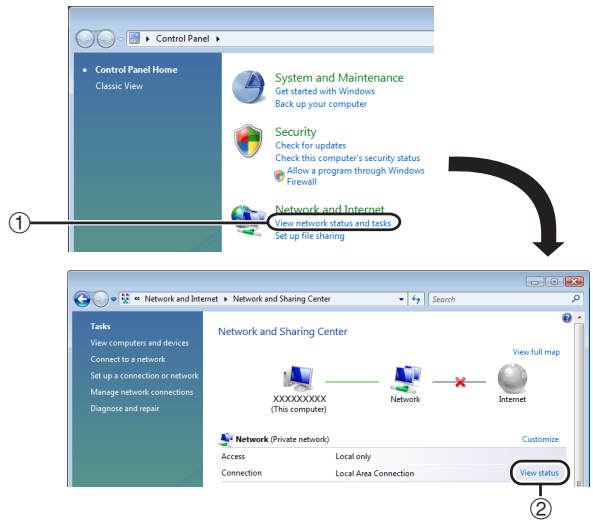 Control Panel
Control Panel Home
Classic View
System and Maintenance
Get started with Windows
Back up your computer
Security
Check for updates
Check this computer's security status
Allow a program through Windows
Firewall
Network and Internet
① View network status and tasks
Set up file sharing
« Network and Internet Network and Sharing Center Search
Tasks
View computers and devices
Connect to a network
Set up a connection or network
Manage network connections
Diagnose and repair
Network and Sharing Center
View full map
XXXXXXXXX Network Internet
(This computer)
Network (Private network) Customize
Access Local only
Connection Local Area Connection View status
②